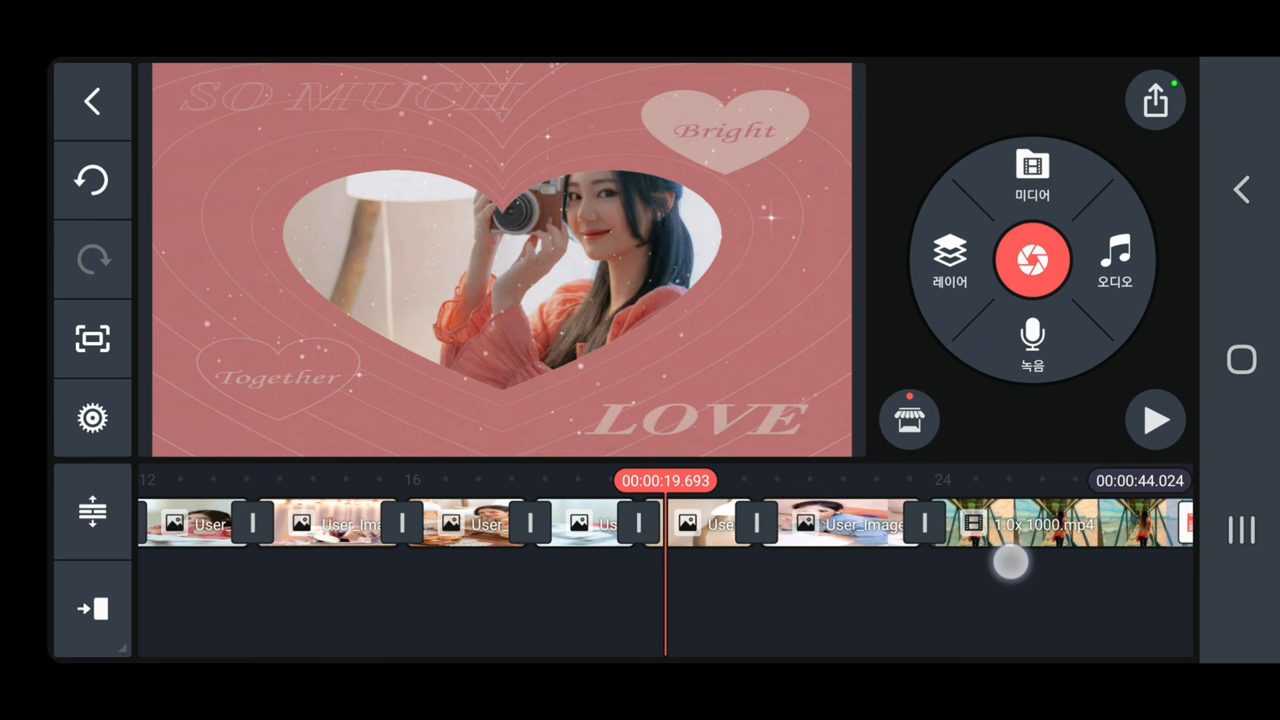 SO MUCH
Bright
Together
LOVE
미디어
레이어
오디오
녹음
12
16
00:00:19.693
24
00:00:44.024
User_
User_Ima
User
Us
Use
User_Image
1.0x 1000.mp4